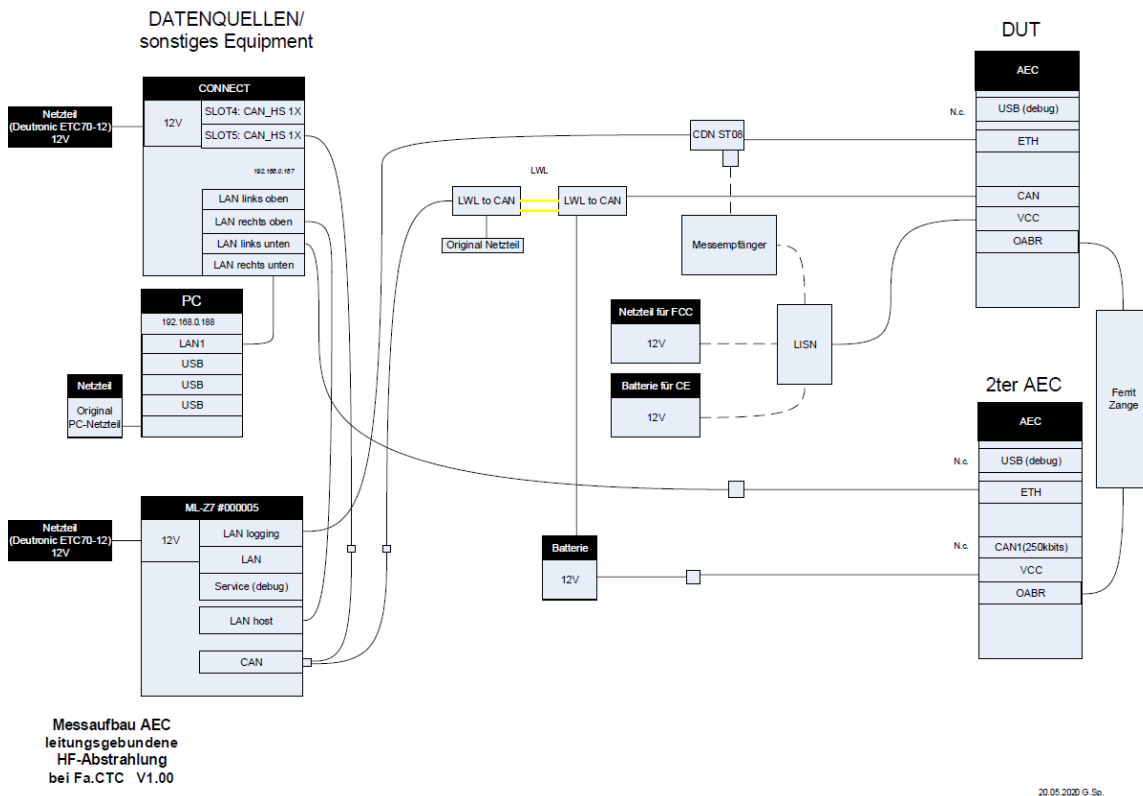 DATENQUELLEN/
sonstiges Equipment
CONNECT
Netzteil
(Deutronic ETC70-12)
12V
12V
SLOT4: CAN_HS 1X
SLOT5: CAN_HS 1X
192.168.0.187
LAN links oben
LAN rechts oben
LAN links unten
LAN rechts unten
PC
192.168.0.188
LAN1
USB
USB
USB
Netzteil
Original
PC-Netzteil
ML-Z7 #000005
Netzteil
(Deutronic ETC70-12)
12V
12V
LAN logging
LAN
Service (debug)
LAN host
CAN
Messaufbau AEC
leitungsgebundene
HF-Abstrahlung
bei Fa.CTC V1.00
LWL
LWL to CAN
LWL to CAN
Original Netzteil
CDN ST08
Messempfänger
Netzteil für FCC
12V
LISN
Batterie für CE
12V
Batterie
12V
DUT
AEC
N.c.
USB (debug)
ETH
CAN
VCC
OABR
Ferrit
Zange
2ter AEC
AEC
N.c.
USB (debug)
ETH
N.c.
CAN1(250kbits)
VCC
OABR
20.05.2020 G.Sp.